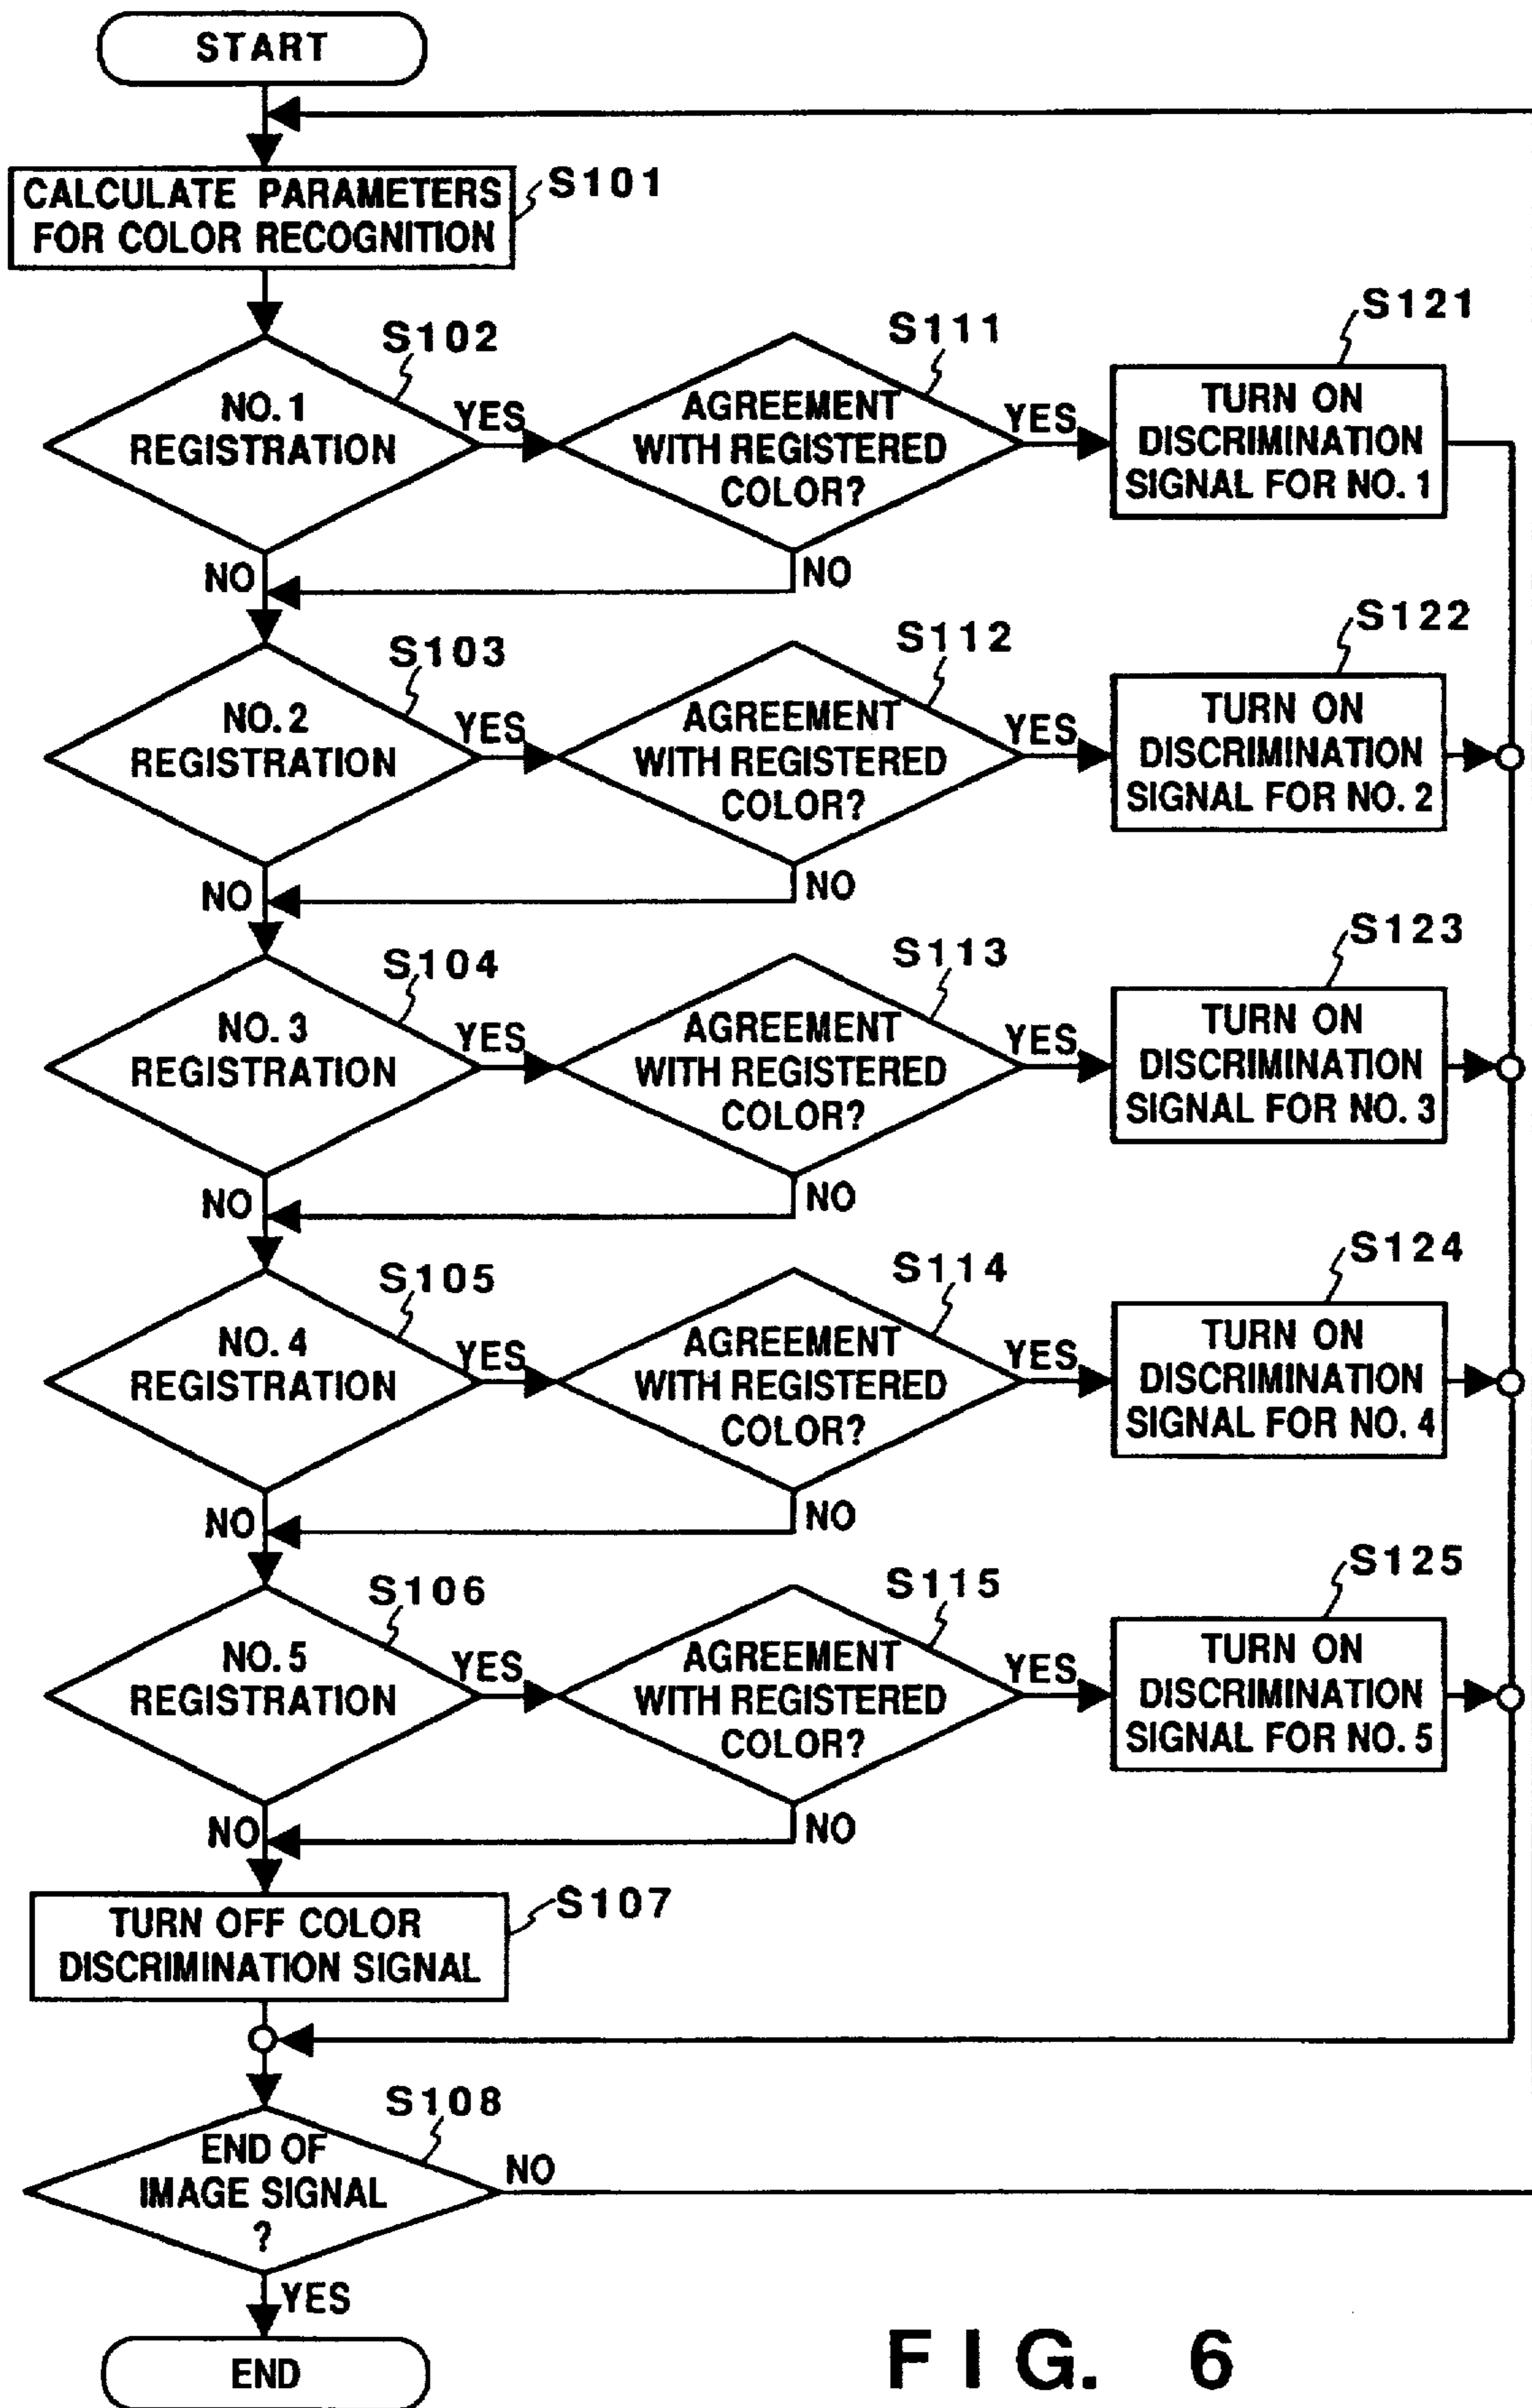 START
CALCULATE PARAMETERS
FOR COLOR RECOGNITION
S101
S102
NO. 1
REGISTRATION
YES
NO
S111
AGREEMENT
WITH REGISTERED
COLOR?
YES
NO
S121
TURN ON
DISCRIMINATION
SIGNAL FOR NO. 1
S103
NO. 2
REGISTRATION
YES
NO
S112
AGREEMENT
WITH REGISTERED
COLOR?
YES
NO
S122
TURN ON
DISCRIMINATION
SIGNAL FOR NO. 2
S104
NO. 3
REGISTRATION
YES
NO
S113
AGREEMENT
WITH REGISTERED
COLOR?
YES
NO
S123
TURN ON
DISCRIMINATION
SIGNAL FOR NO. 3
S105
NO. 4
REGISTRATION
YES
NO
S114
AGREEMENT
WITH REGISTERED
COLOR?
YES
NO
S124
TURN ON
DISCRIMINATION
SIGNAL FOR NO. 4
S106
NO. 5
REGISTRATION
YES
NO
S115
AGREEMENT
WITH REGISTERED
COLOR?
YES
NO
S125
TURN ON
DISCRIMINATION
SIGNAL FOR NO. 5
S107
TURN OFF COLOR
DISCRIMINATION SIGNAL
S108
END OF
IMAGE SIGNAL
?
NO
YES
END
FIG. 6